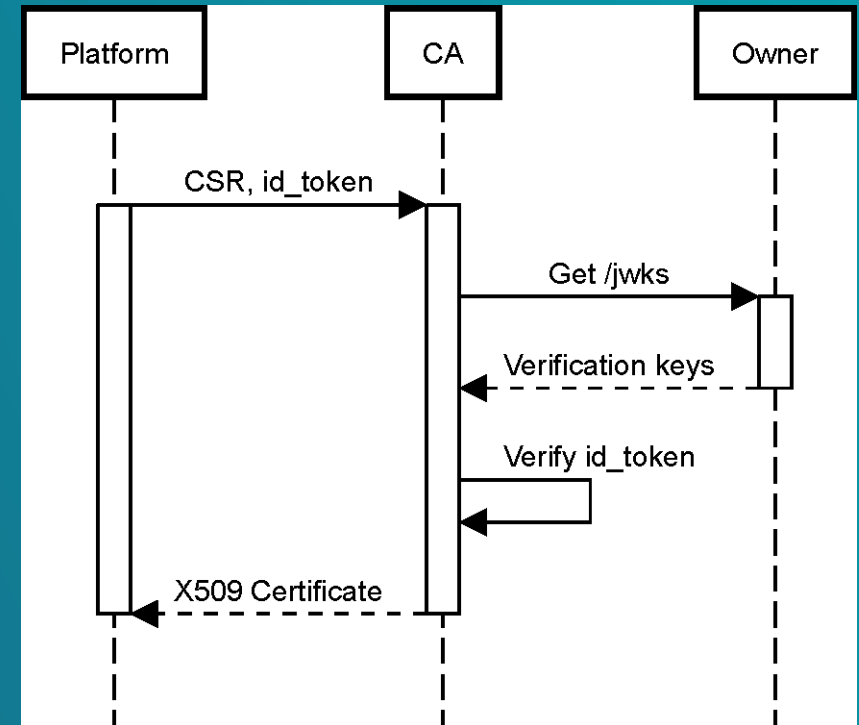 Platform
CA
Owner
CSR, id_token
Get /jwks
Verification keys
Verify id_token
X509 Certificate